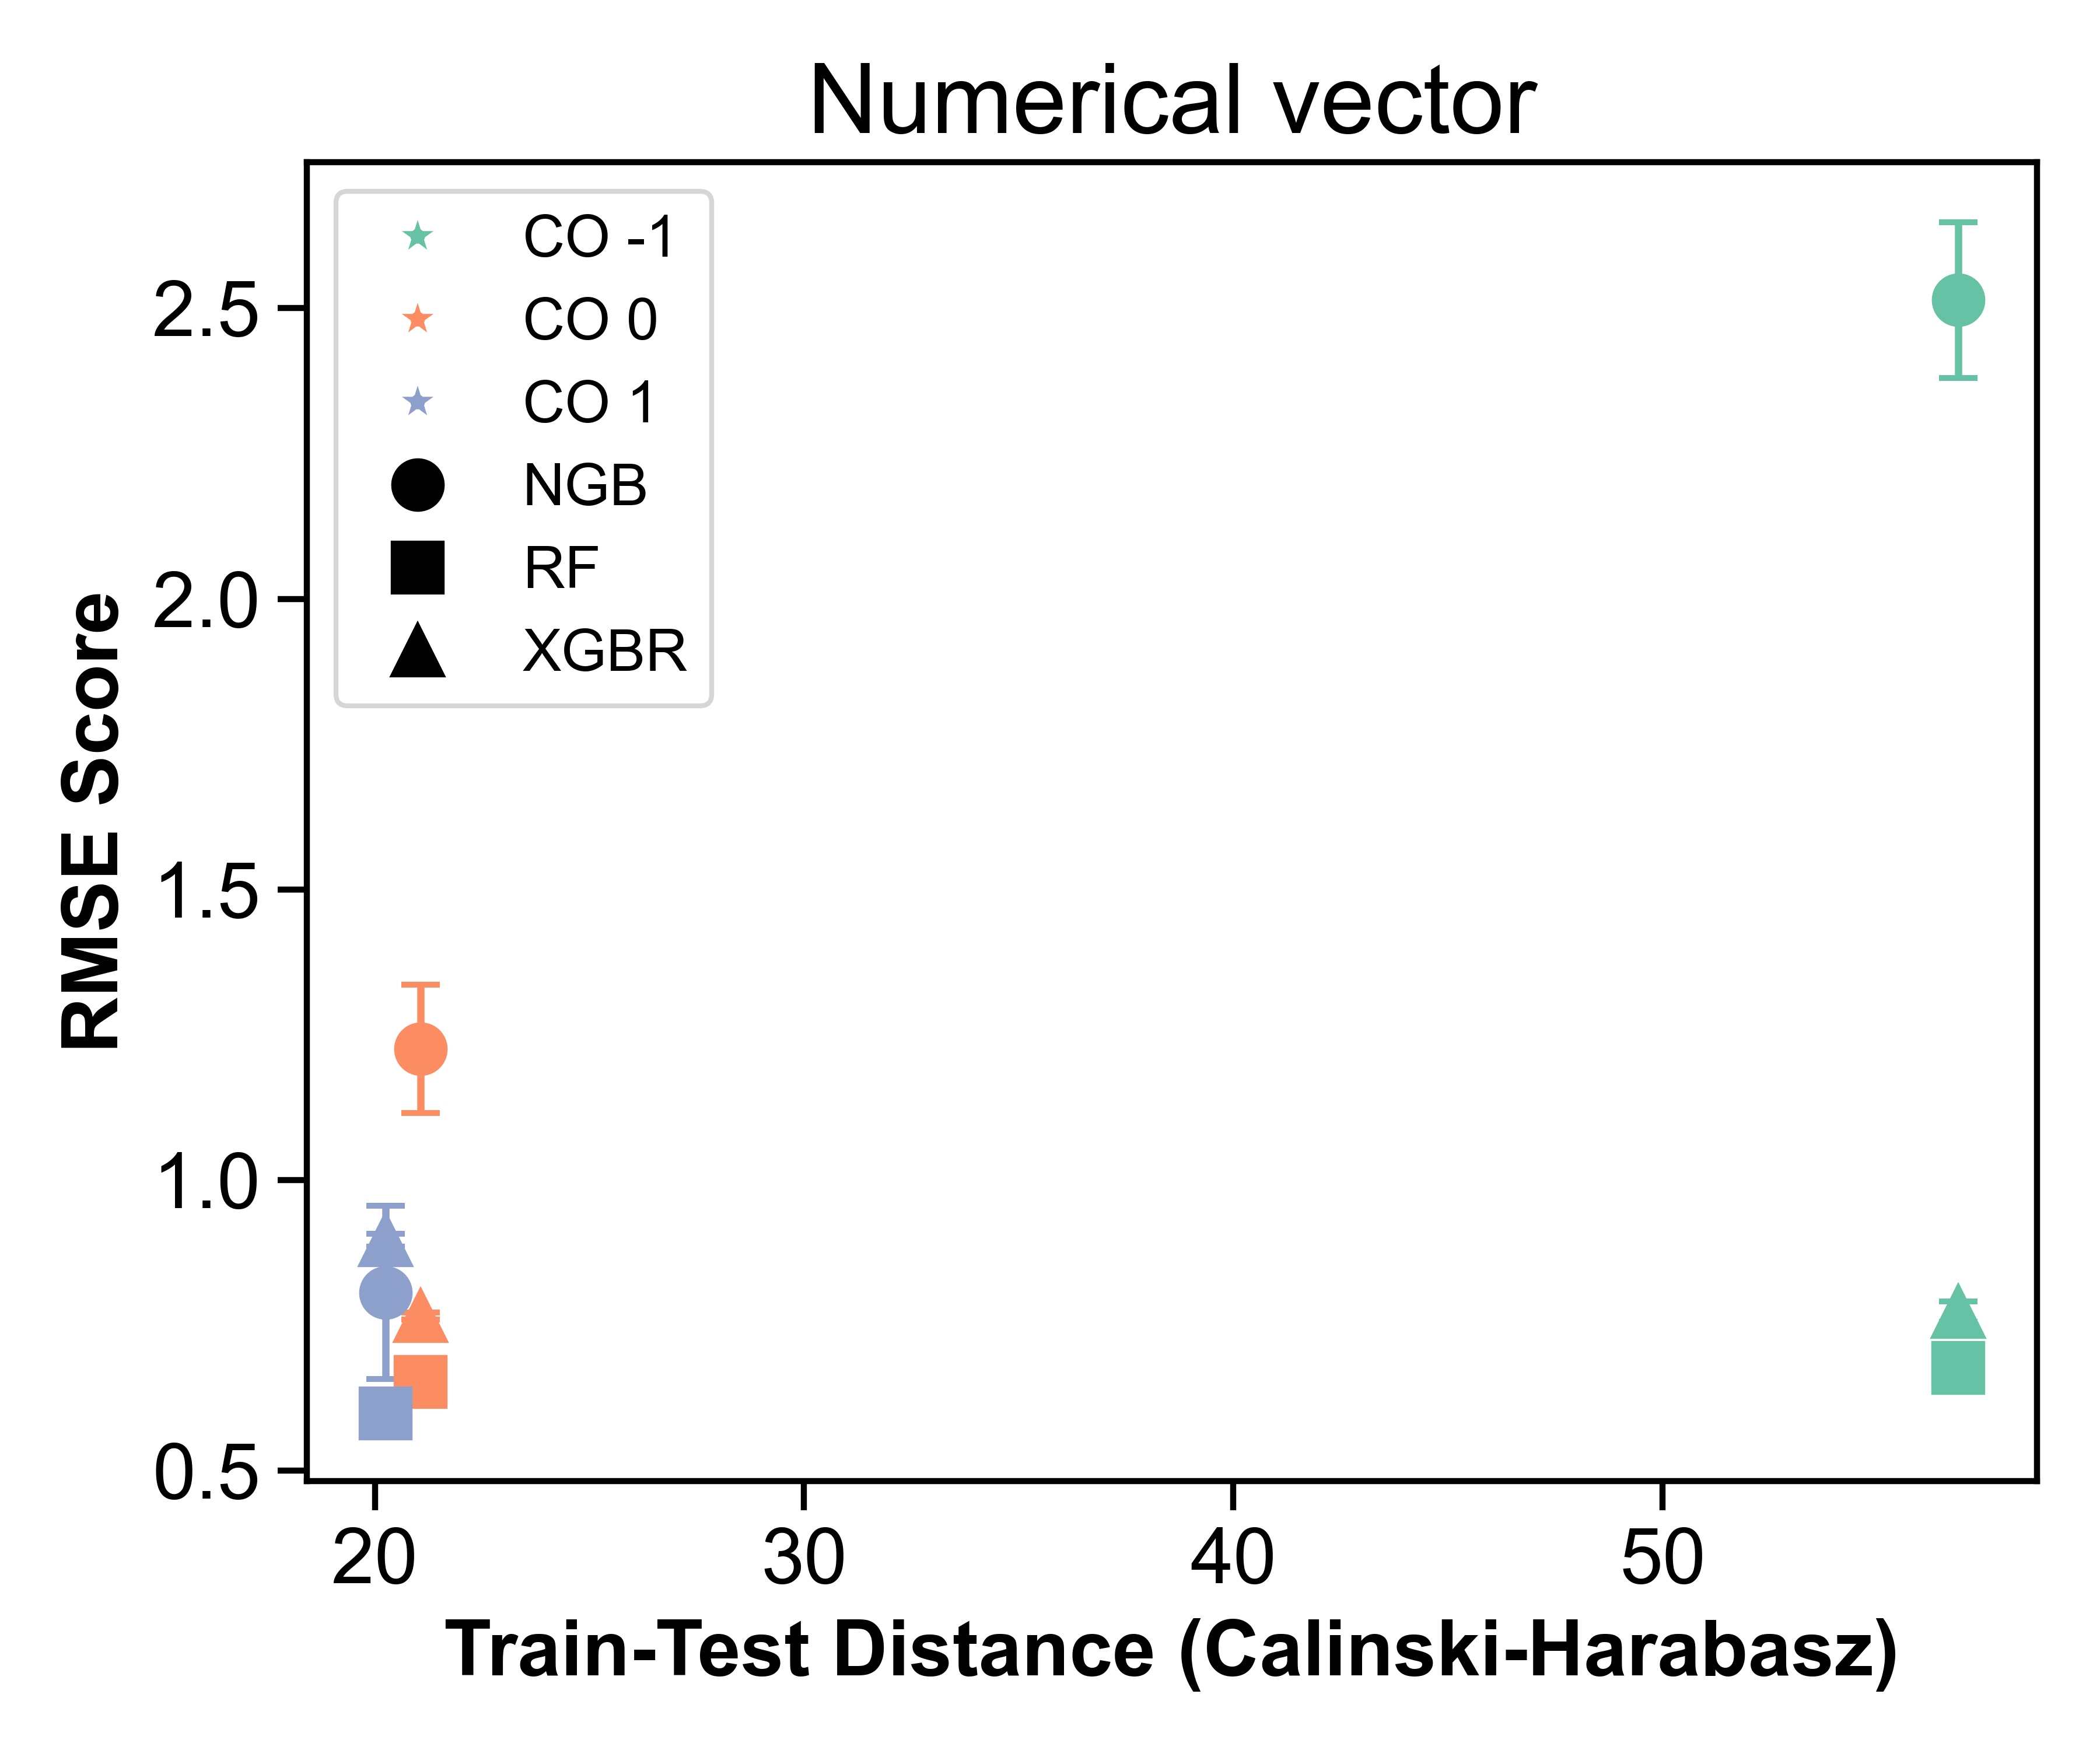 Numerical vector
CO -1
CO 0
CO 1
NGB
RF
XGBR
RMSE Score
2.5
2.0
1.5
1.0
0.5
20 30 40 50
Train-Test Distance (Calinski-Harabasz)